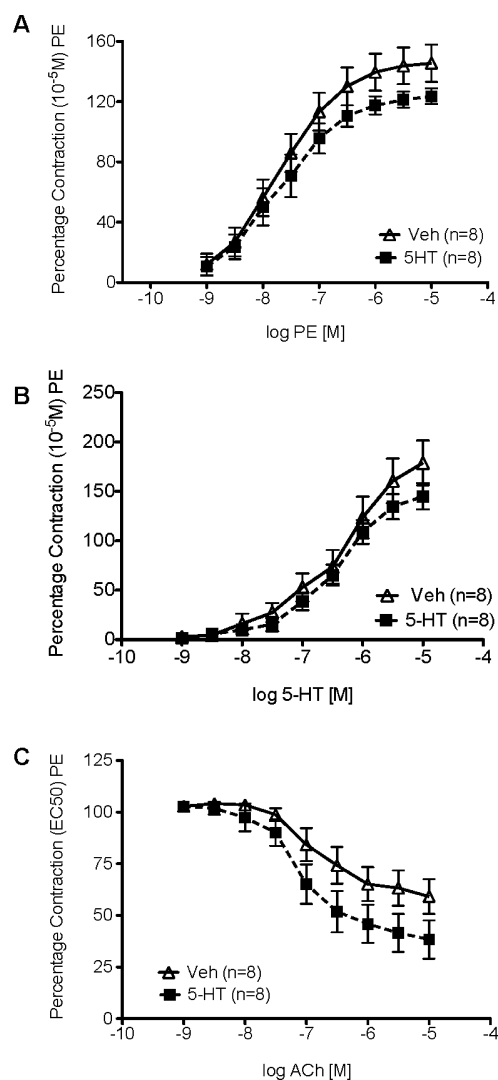 A
Percentage Contraction (10⁻⁵M) PE
160
120
80
40
0
Veh (n=8)
5HT (n=8)
-10 -9 -8 -7 -6 -5 -4
log PE [M]
B
Percentage Contraction (10⁻⁵M) PE
250
200
150
100
50
0
Veh (n=8)
5-HT (n=8)
-10 -9 -8 -7 -6 -5 -4
log 5-HT [M]
C
Percentage Contraction (EC50) PE
125
100
75
50
25
0
Veh (n=8)
5-HT (n=8)
-10 -9 -8 -7 -6 -5 -4
log ACh [M]